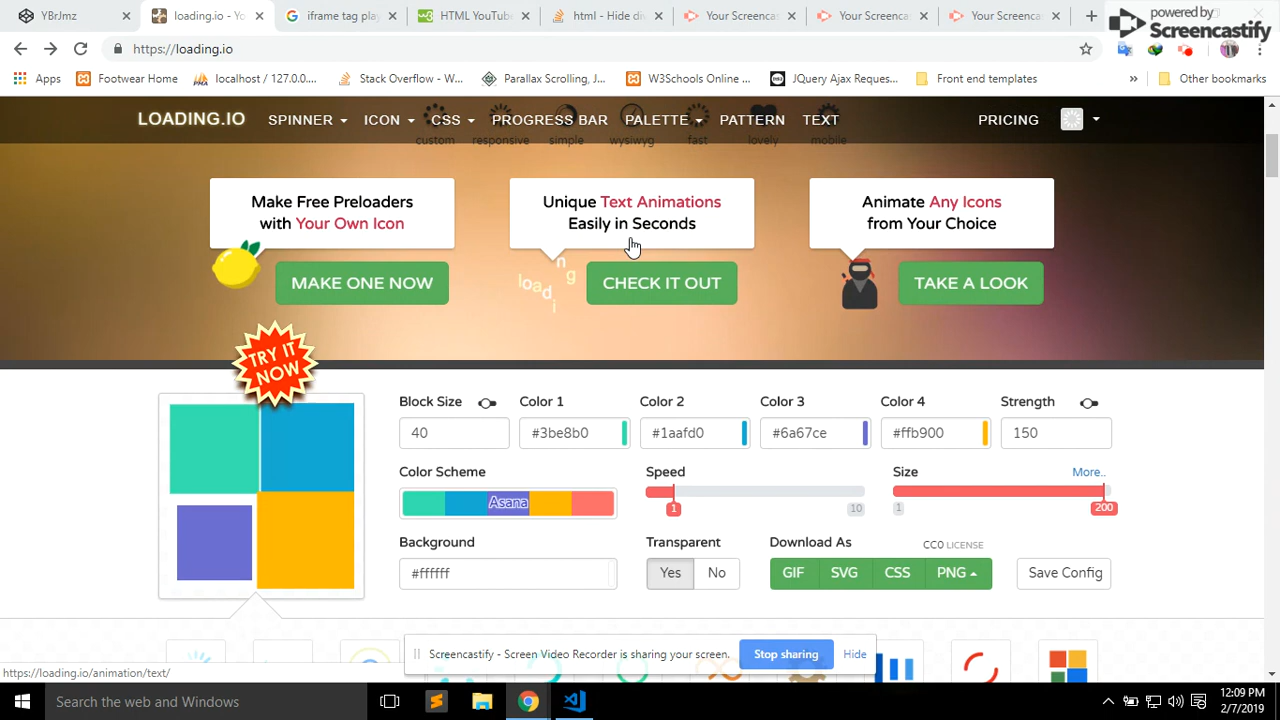 YBrJmz
loading.io - Yo
iframe tag play
HTML YouTube
html - Hide di
Your Screencast
Your Screencas
Your Screenca
powered by
Screencastify
https://loading.io
Apps
Footwear Home
localhost / 127.0.0....
Stack Overflow - W...
Parallax Scrolling, J...
W3Schools Online ...
JQuery Ajax Reques...
Front end templates
»
Other bookmarks
LOADING.IO
SPINNER
ICON
CSS
PROGRESS BAR
PALETTE
PATTERN
TEXT
PRICING
custom
responsive
simple
wysiwyg
fast
lovely
mobile
Make Free Preloaders
with Your Own Icon
Unique Text Animations
Easily in Seconds
Animate Any Icons
from Your Choice
MAKE ONE NOW
loading
CHECK IT OUT
TAKE A LOOK
TRY IT
NOW
Block Size
Color 1
Color 2
Color 3
Color 4
Strength
40
#3be8b0
#1aafd0
#6a67ce
#ffb900
150
Color Scheme
Speed
Size
More..
Asana
1
10
1
200
Background
Transparent
Download As
CC0 LICENSE
#ffffff
Yes
No
GIF
SVG
CSS
PNG
Save Config
Screencastify - Screen Video Recorder is sharing your screen.
Stop sharing
Hide
https://loading.io/animation/text/
Search the web and Windows
12:09 PM
2/7/2019